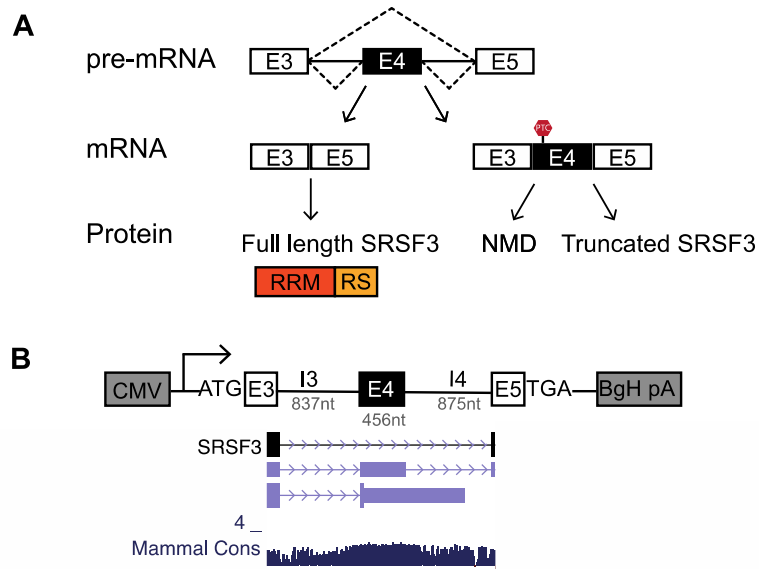 A
pre-mRNA E3 E4 E5
PTC
mRNA E3 E5 E3 E4 E5
Protein Full length SRSF3 NMD Truncated SRSF3
RRM RS
B
CMV ATG E3 I3 E4 I4 E5 TGA BgH pA
837nt 456nt 875nt
SRSF3
4
Mammal Cons